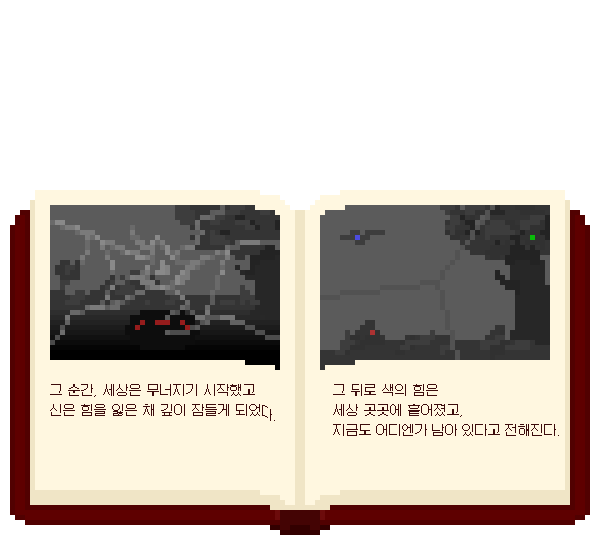 그 순간, 세상은 무너지기 시작했고
신은 힘을 잃은 채 깊이 잠들게 되었다.
그 뒤로 색의 힘은
세상 곳곳에 흩어졌고,
지금도 어디엔가 남아 있다고 전해진다.